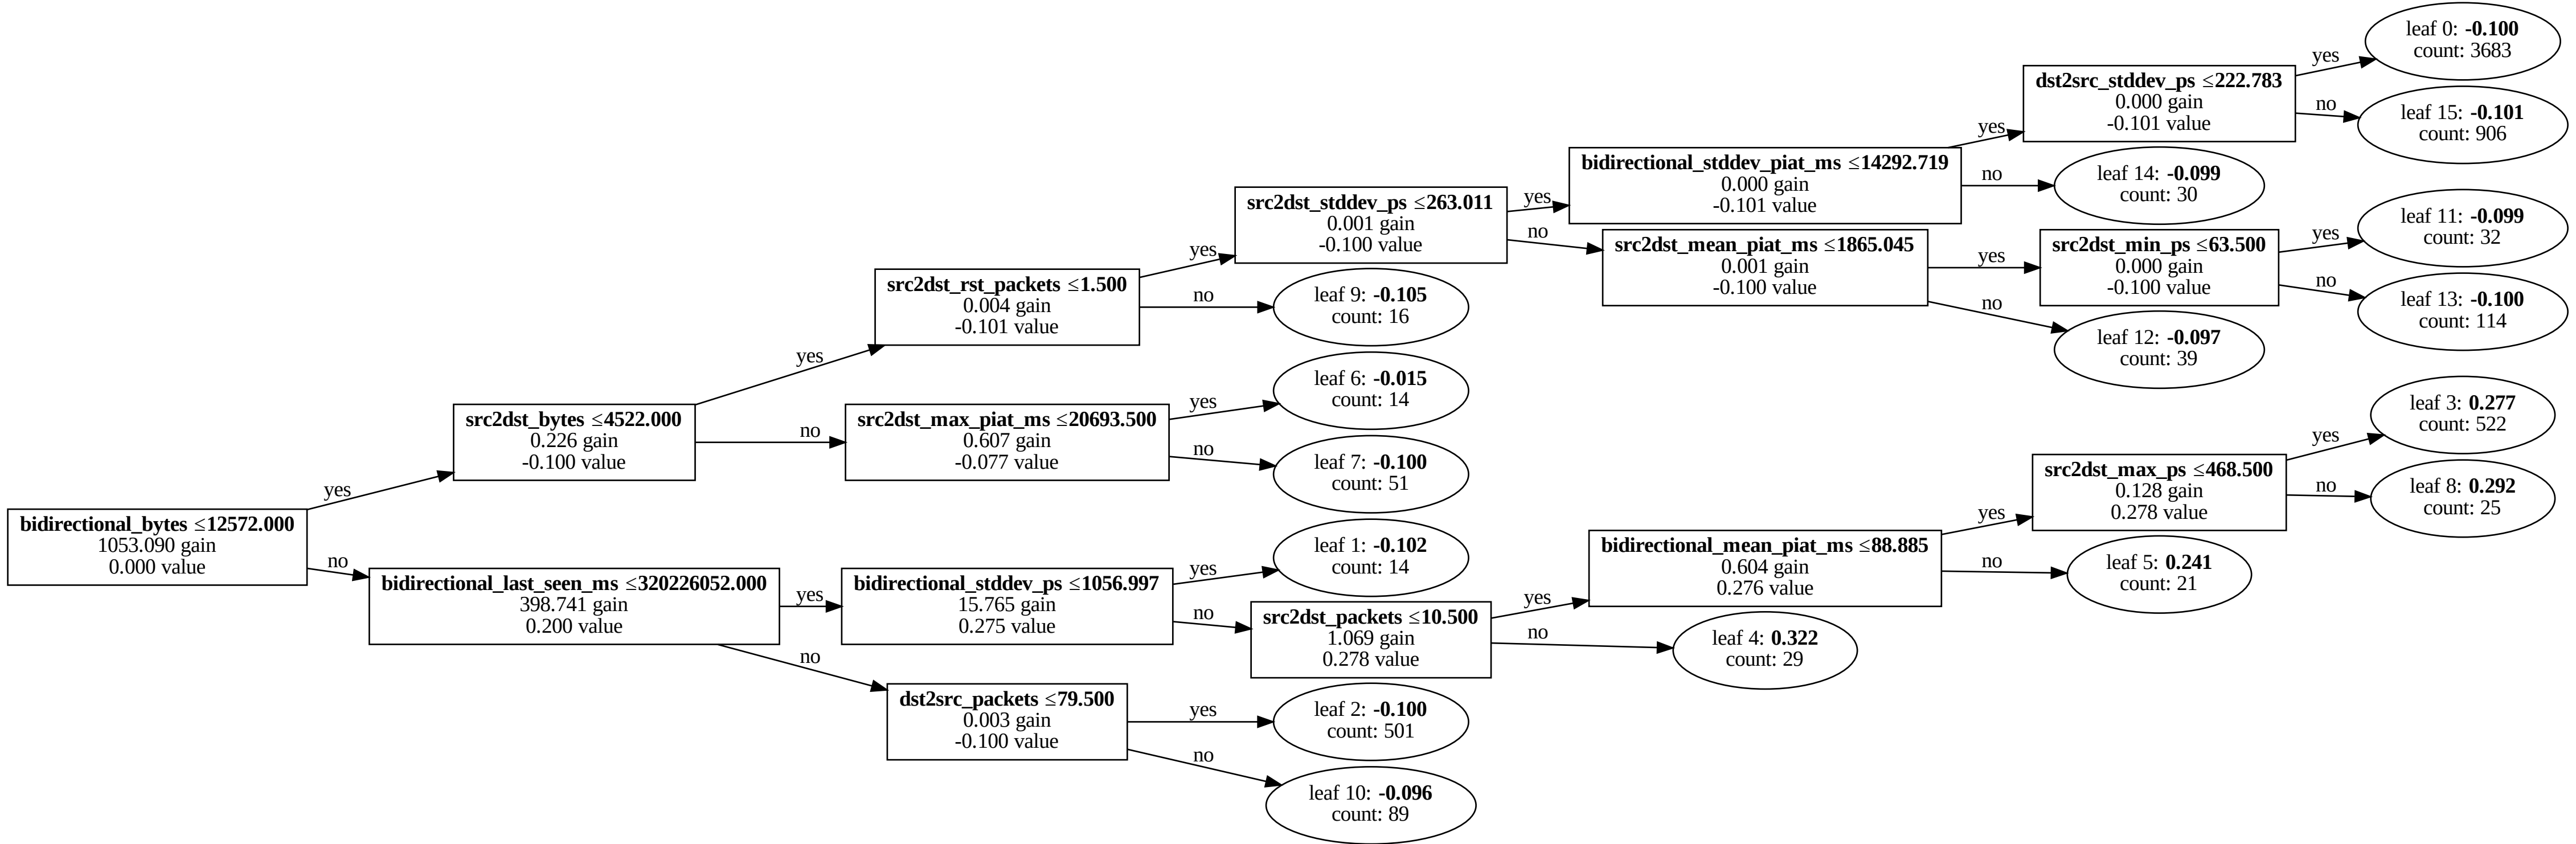 bidirectional_bytes ≤12572.000
1053.090 gain
0.000 value
yes
no
src2dst_bytes ≤4522.000
0.226 gain
-0.100 value
yes
no
bidirectional_last_seen_ms ≤320226052.000
398.741 gain
0.200 value
yes
no
src2dst_rst_packets ≤1.500
0.004 gain
-0.101 value
yes
no
src2dst_max_piat_ms ≤20693.500
0.607 gain
-0.077 value
yes
no
bidirectional_stddev_ps ≤1056.997
15.765 gain
0.275 value
yes
no
dst2src_packets ≤79.500
0.003 gain
-0.100 value
yes
no
src2dst_stddev_ps ≤263.011
0.001 gain
-0.100 value
yes
no
leaf 9: -0.105
count: 16
leaf 6: -0.015
count: 14
leaf 7: -0.100
count: 51
leaf 1: -0.102
count: 14
src2dst_packets ≤10.500
1.069 gain
0.278 value
yes
no
leaf 2: -0.100
count: 501
leaf 10: -0.096
count: 89
bidirectional_stddev_piat_ms ≤14292.719
0.000 gain
-0.101 value
yes
no
src2dst_mean_piat_ms ≤1865.045
0.001 gain
-0.100 value
yes
no
bidirectional_mean_piat_ms ≤88.885
0.604 gain
0.276 value
yes
no
leaf 4: 0.322
count: 29
dst2src_stddev_ps ≤222.783
0.000 gain
-0.101 value
yes
no
leaf 14: -0.099
count: 30
src2dst_min_ps ≤63.500
0.000 gain
-0.100 value
yes
no
leaf 12: -0.097
count: 39
src2dst_max_ps ≤468.500
0.128 gain
0.278 value
yes
no
leaf 5: 0.241
count: 21
leaf 0: -0.100
count: 3683
leaf 15: -0.101
count: 906
leaf 11: -0.099
count: 32
leaf 13: -0.100
count: 114
leaf 3: 0.277
count: 522
leaf 8: 0.292
count: 25